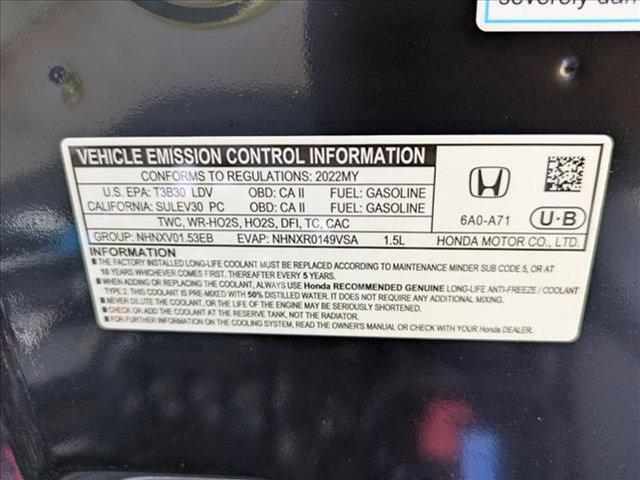 severely dam
VEHICLE EMISSION CONTROL INFORMATION
CONFORMS TO REGULATIONS: 2022MY
U.S. EPA: T3B30 LDV OBD: CA II FUEL: GASOLINE
CALIFORNIA: SULEV30 PC OBD: CA II FUEL: GASOLINE
TWC, WR-HO2S, HO2S, DFI, TC, CAC
GROUP: NHNXV01.53EB EVAP: NHNXR0149VSA 1.5L
6A0-A71 U-B
HONDA MOTOR CO., LTD.
INFORMATION
■ THE FACTORY INSTALLED LONG-LIFE COOLANT MUST BE REPLACED ACCORDING TO MAINTENANCE MINDER SUB CODE 5, OR AT
10 YEARS WHICHEVER COMES FIRST. THEREAFTER EVERY 5 YEARS.
■ WHEN ADDING OR REPLACING THE COOLANT, ALWAYS USE Honda RECOMMENDED GENUINE LONG-LIFE ANTI-FREEZE / COOLANT
TYPE 2. THIS COOLANT IS PRE-MIXED WITH 50% DISTILLED WATER. IT DOES NOT REQUIRE ANY ADDITIONAL MIXING.
■ NEVER DILUTE THE COOLANT, OR THE LIFE OF THE ENGINE MAY BE SERIOUSLY SHORTENED.
■ CHECK OR ADD THE COOLANT AT THE RESERVE TANK, NOT THE RADIATOR.
■ FOR FURTHER INFORMATION ON THE COOLING SYSTEM, READ THE OWNER'S MANUAL OR CHECK WITH YOUR Honda DEALER.